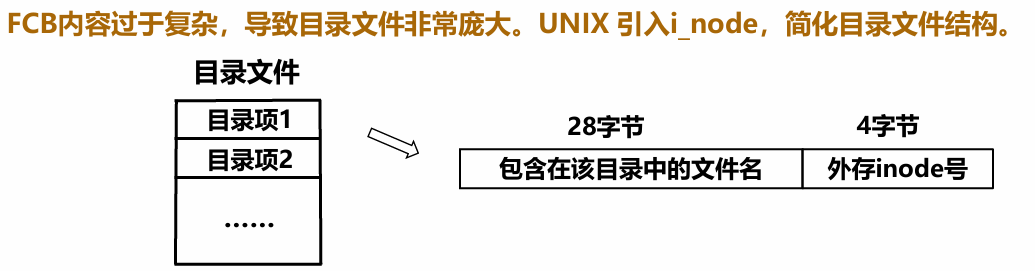 FCB内容过于复杂，导致目录文件非常庞大。UNIX 引入i_node，简化目录文件结构。
目录文件
目录项1
目录项2
……
28字节
4字节
包含在该目录中的文件名
外存inode号